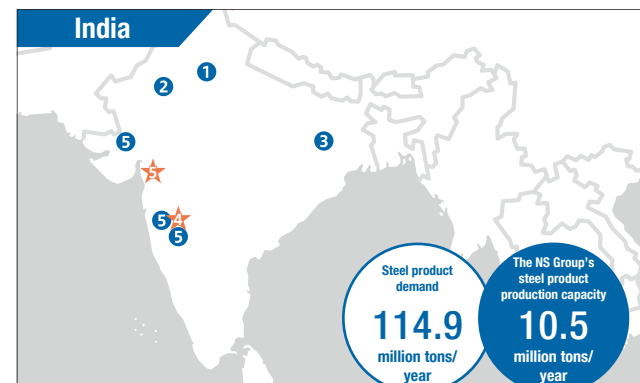 India
1
2
3
5
5
4
5
5
Steel product
demand
114.9
million tons/
year
The NS Group's
steel product
production capacity
10.5
million tons/
year